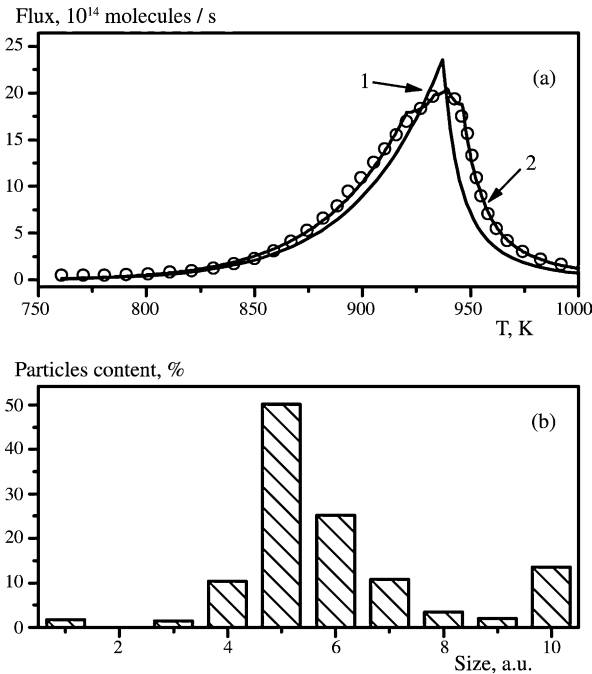 Flux, 10¹⁴ molecules / s
25
20
15
10
5
0
1
(a)
2
750 800 850 900 950 1000
T, K
Particles content, %
50
40
30
20
10
0
(b)
2 4 6 8 10
Size, a.u.